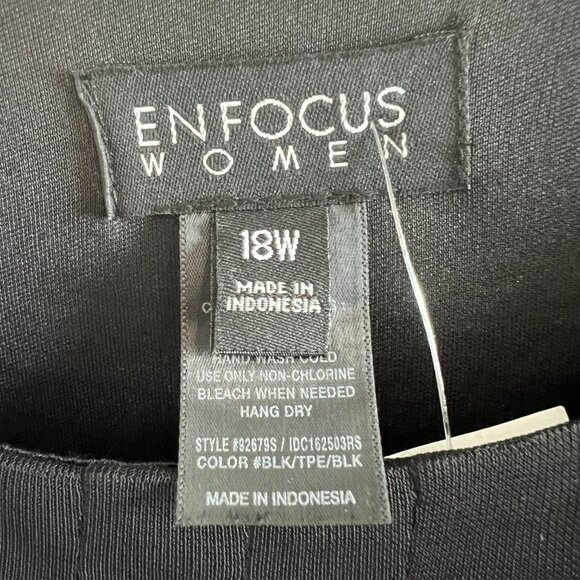 ENFOCUS
WOMEN
18W
MADE IN
INDONESIA
HAND WASH COLD
USE ONLY NON-CHLORINE
BLEACH WHEN NEEDED
HANG DRY
STYLE #92679S / IDC162503RS
COLOR #BLK/TPE/BLK
MADE IN INDONESIA